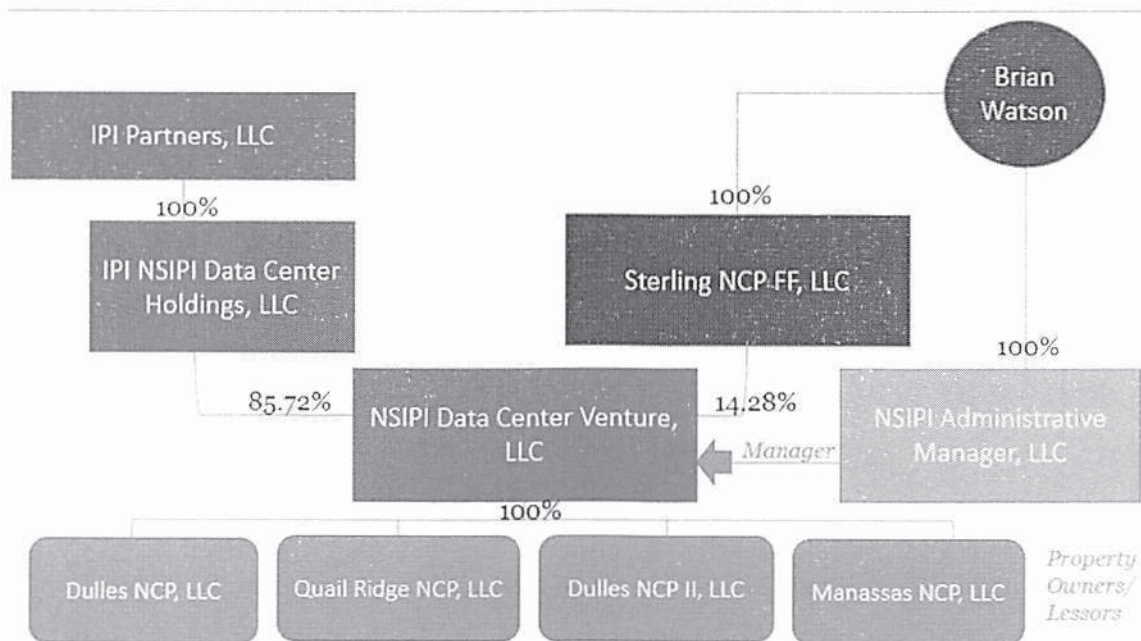 Brian
Watson
IPI Partners, LLC
100%
100%
IPI NSIPI Data Center
Holdings, LLC
Sterling NCP FF, LLC
100%
85.72%
NSIPI Data Center Venture,
LLC
14.28%
Manager
NSIPI Administrative
Manager, LLC
100%
Dulles NCP, LLC
Quail Ridge NCP, LLC
Dulles NCP II, LLC
Manassas NCP, LLC
Property
Owners/
Lessors